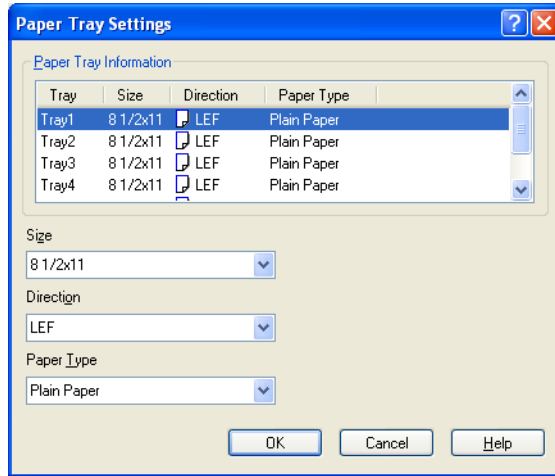 Paper Tray Settings
Paper Tray Information
Tray Size Direction Paper Type
Tray1 8 1/2x11 LEF Plain Paper
Tray2 8 1/2x11 LEF Plain Paper
Tray3 8 1/2x11 LEF Plain Paper
Tray4 8 1/2x11 LEF Plain Paper
Size
8 1/2x11
Direction
LEF
Paper Type
Plain Paper
OK Cancel Help